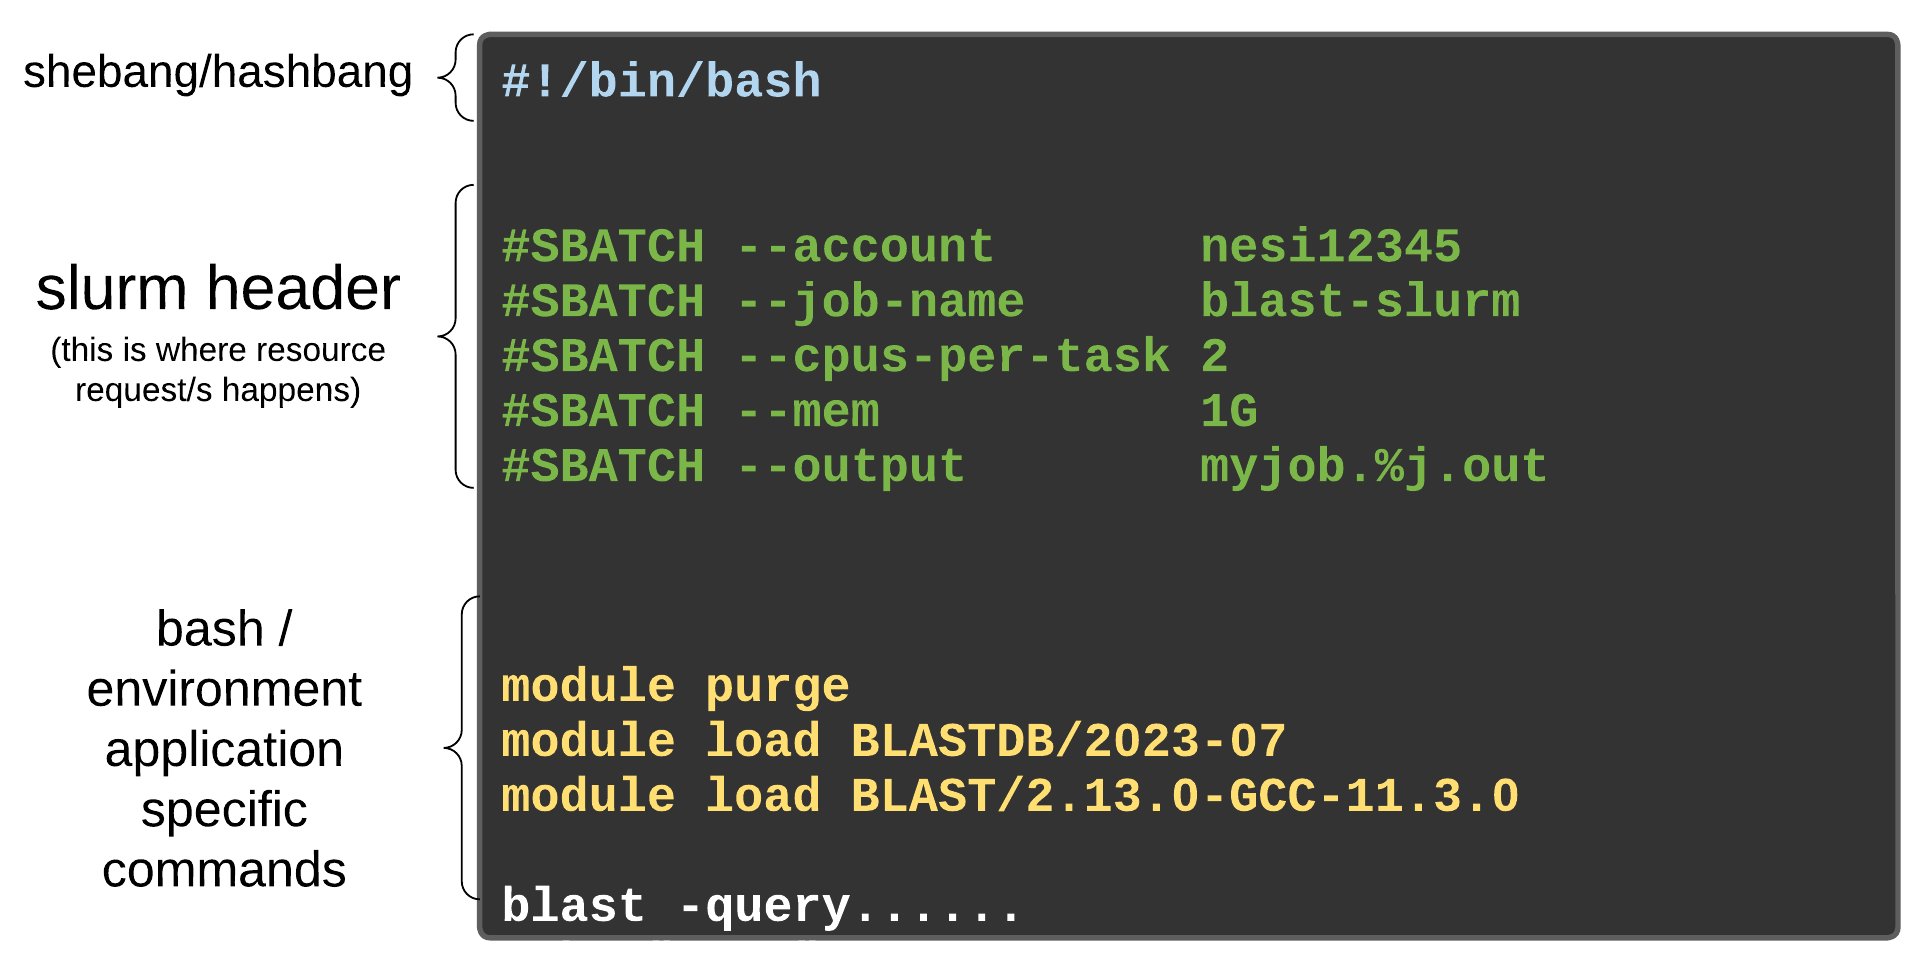 shebang/hashbang
#!/bin/bash
slurm header
(this is where resource
request/s happens)
#SBATCH --account       nesi12345
#SBATCH --job-name      blast-slurm
#SBATCH --cpus-per-task 2
#SBATCH --mem           1G
#SBATCH --output        myjob.%j.out
bash /
environment
application
specific
commands
module purge
module load BLASTDB/2023-07
module load BLAST/2.13.0-GCC-11.3.0
blast -query......